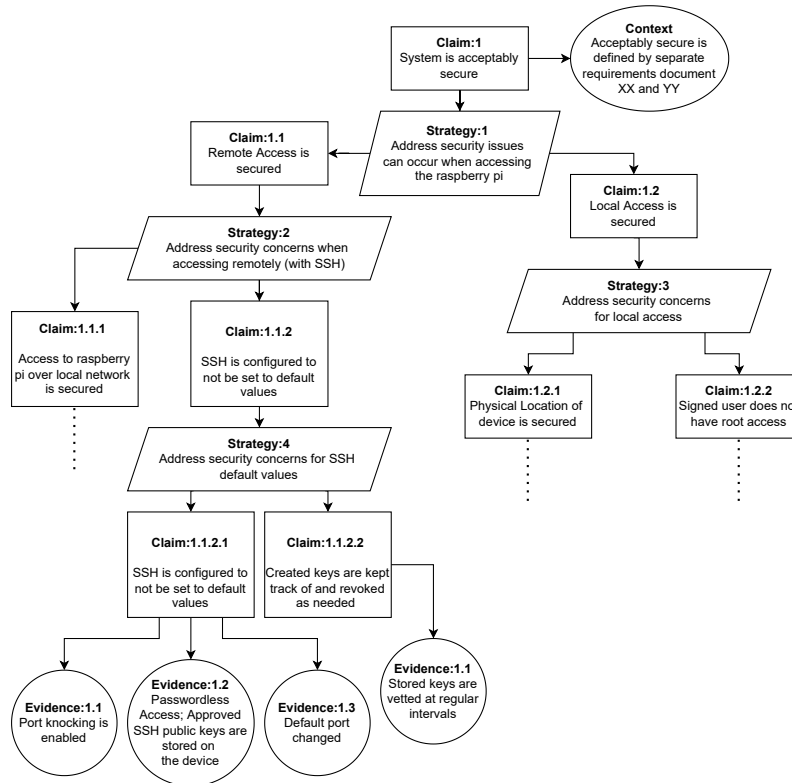 Claim:1
System is acceptably
secure
Context
Acceptably secure is
defined by separate
requirements document
XX and YY
Strategy:1
Address security issues
can occur when accessing
the raspberry pi
Claim:1.1
Remote Access is
secured
Claim:1.2
Local Access is
secured
Strategy:2
Address security concerns when
accessing remotely (with SSH)
Strategy:3
Address security concerns
for local access
Claim:1.1.1
Access to raspberry
pi over local network
is secured
Claim:1.1.2
SSH is configured to
not be set to default
values
Claim:1.2.1
Physical Location of
device is secured
Claim:1.2.2
Signed user does not
have root access
Strategy:4
Address security concerns for SSH
default values
Claim:1.1.2.1
SSH is configured to
not be set to default
values
Claim:1.1.2.2
Created keys are kept
track of and revoked
as needed
Evidence:1.1
Port knocking is
enabled
Evidence:1.2
Passwordless
Access; Approved
SSH public keys are
stored on
the device
Evidence:1.3
Default port
changed
Evidence:1.1
Stored keys are
vetted at regular
intervals